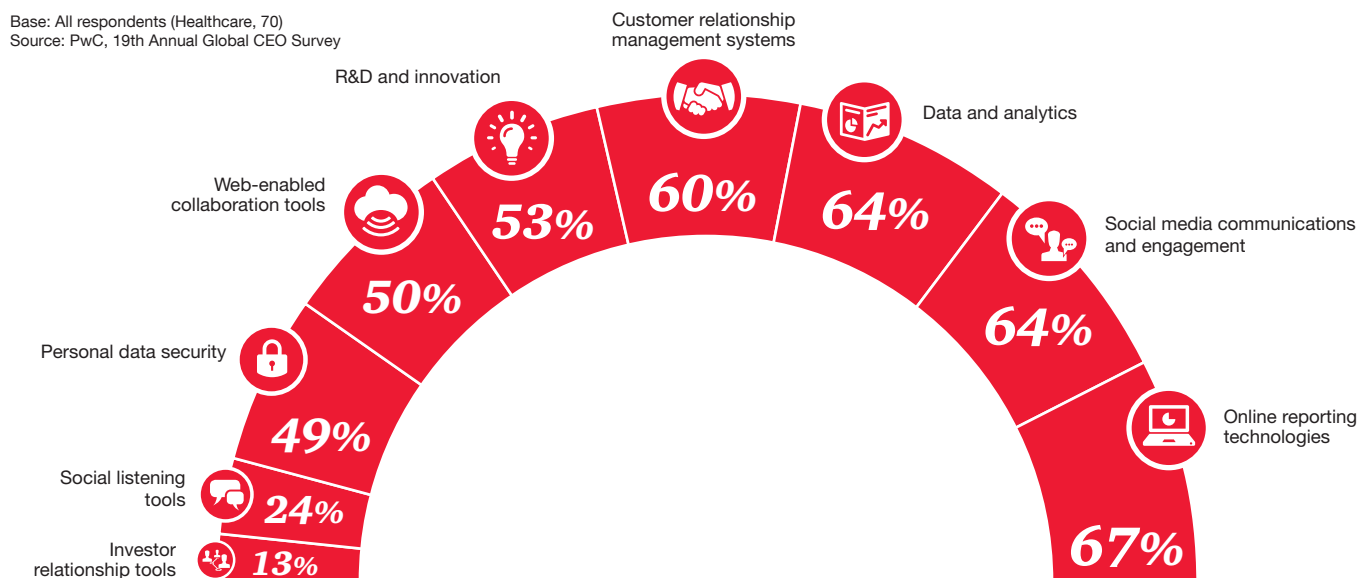 Base: All respondents (Healthcare, 70)
Source: PwC, 19th Annual Global CEO Survey
Customer relationship
management systems
R&D and innovation
Data and analytics
Web-enabled
collaboration tools
Social media communications
and engagement
Personal data security
Online reporting
technologies
Social listening
tools
Investor
relationship tools
13%
24%
49%
50%
53%
60%
64%
64%
67%